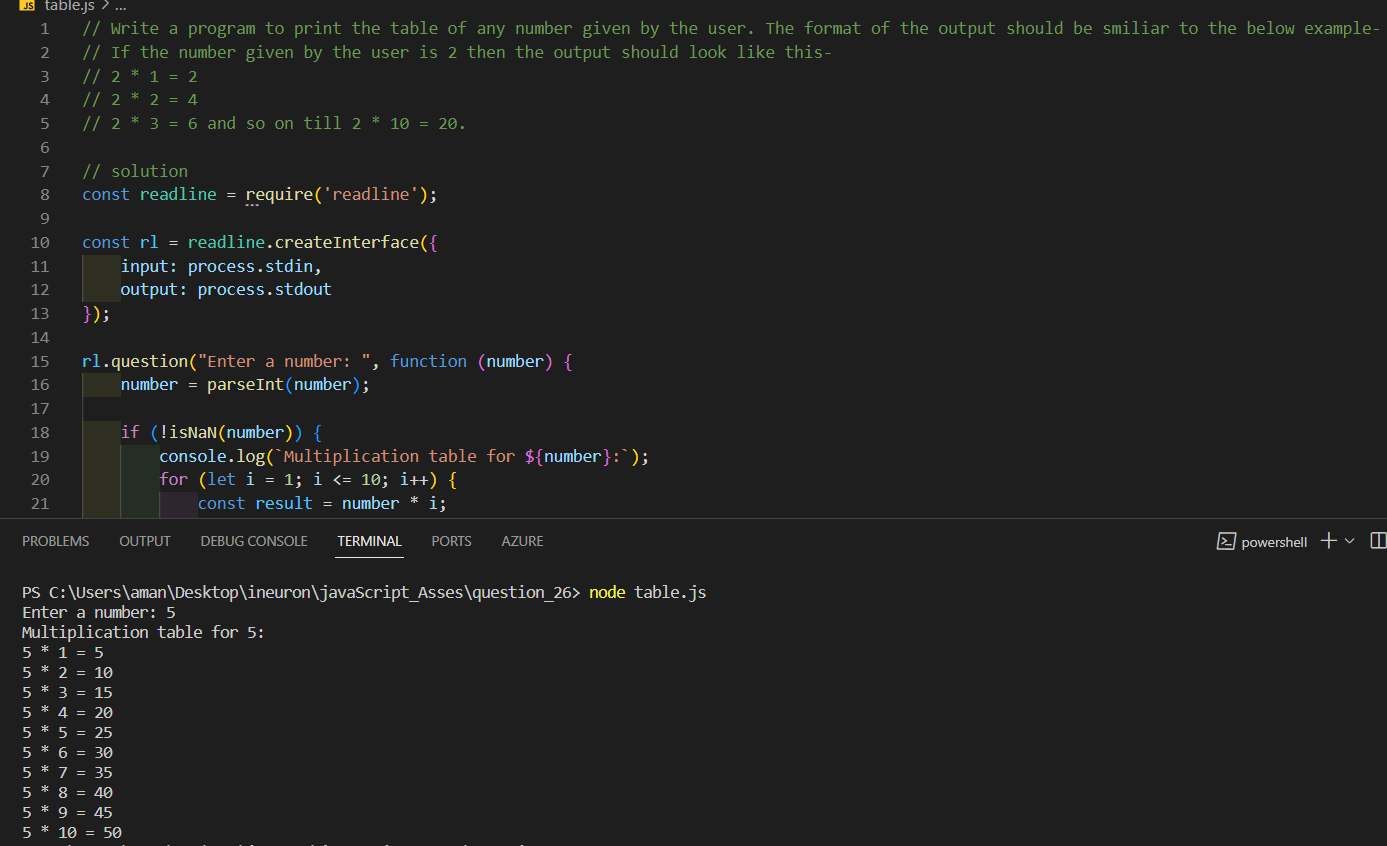 JS table.js > ...
1 // Write a program to print the table of any number given by the user. The format of the output should be smiliar to the below example-
2 // If the number given by the user is 2 then the output should look like this-
3 // 2 * 1 = 2
4 // 2 * 2 = 4
5 // 2 * 3 = 6 and so on till 2 * 10 = 20.
6
7 // solution
8 const readline = require('readline');
9
10 const rl = readline.createInterface({
11     input: process.stdin,
12     output: process.stdout
13 });
14
15 rl.question("Enter a number: ", function (number) {
16     number = parseInt(number);
17
18     if (!isNaN(number)) {
19         console.log(`Multiplication table for ${number}:`);
20         for (let i = 1; i <= 10; i++) {
21             const result = number * i;
PROBLEMS OUTPUT DEBUG CONSOLE TERMINAL PORTS AZURE powershell
PS C:\Users\aman\Desktop\ineuron\javaScript_Asses\question_26> node table.js
Enter a number: 5
Multiplication table for 5:
5 * 1 = 5
5 * 2 = 10
5 * 3 = 15
5 * 4 = 20
5 * 5 = 25
5 * 6 = 30
5 * 7 = 35
5 * 8 = 40
5 * 9 = 45
5 * 10 = 50